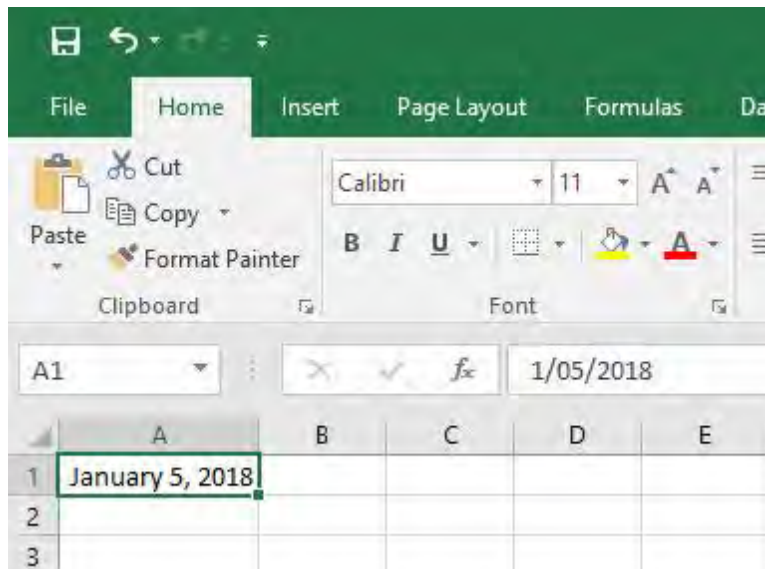 File Home Insert Page Layout Formulas Da
Paste
Cut
Copy
Format Painter
Clipboard
Calibri 11 A A
B I U A
Font
A1 fx 1/05/2018
A B C D E
1 January 5, 2018
2
3